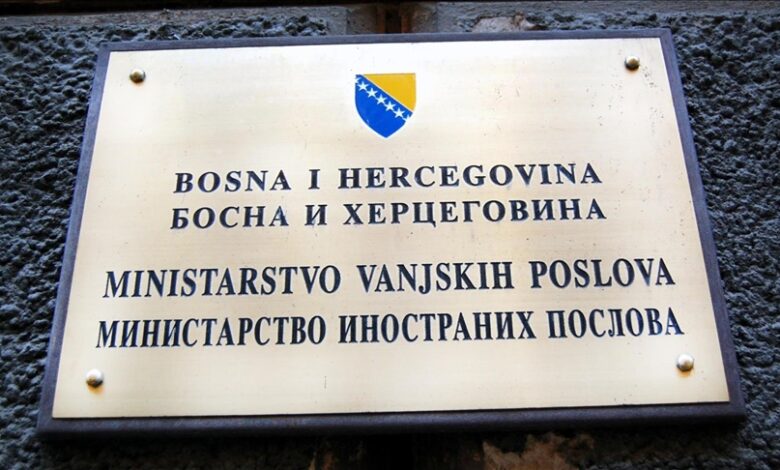 BOSNA I HERCEGOVINA
БОСНА И ХЕРЦЕГОВИНА
MINISTARSTVO VANJSKIH POSLOVA
МИНИСТАРСТВО ИНОСТРАНИХ ПОСЛОВА